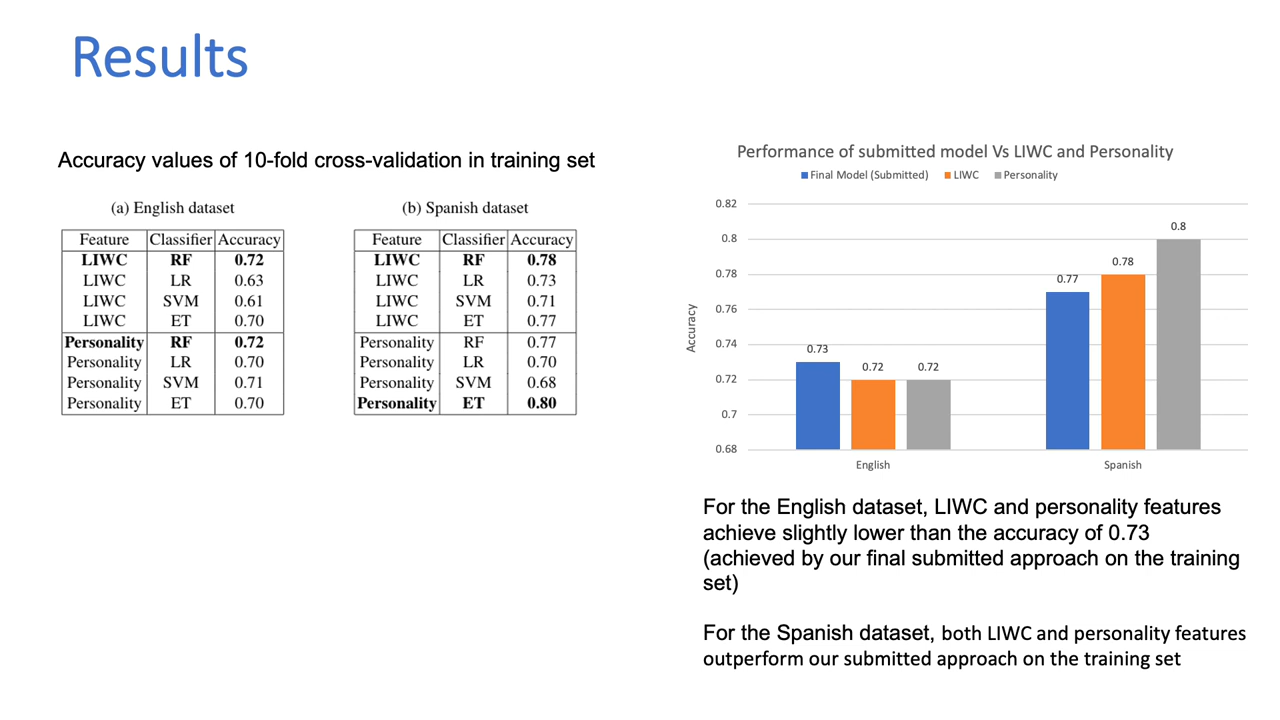 Results
Accuracy values of 10-fold cross-validation in training set
(a) English dataset
Feature Classifier Accuracy
LIWC RF 0.72
LIWC LR 0.63
LIWC SVM 0.61
LIWC ET 0.70
Personality RF 0.72
Personality LR 0.70
Personality SVM 0.71
Personality ET 0.70
(b) Spanish dataset
Feature Classifier Accuracy
LIWC RF 0.78
LIWC LR 0.73
LIWC SVM 0.71
LIWC ET 0.77
Personality RF 0.77
Personality LR 0.70
Personality SVM 0.68
Personality ET 0.80
Performance of submitted model Vs LIWC and Personality
Final Model (Submitted) LIWC Personality
Accuracy
0.82
0.8
0.78
0.76
0.74
0.72
0.7
0.68
0.73 0.72 0.72
0.77 0.78 0.8
English Spanish
For the English dataset, LIWC and personality features
achieve slightly lower than the accuracy of 0.73
(achieved by our final submitted approach on the training
set)
For the Spanish dataset, both LIWC and personality features
outperform our submitted approach on the training set